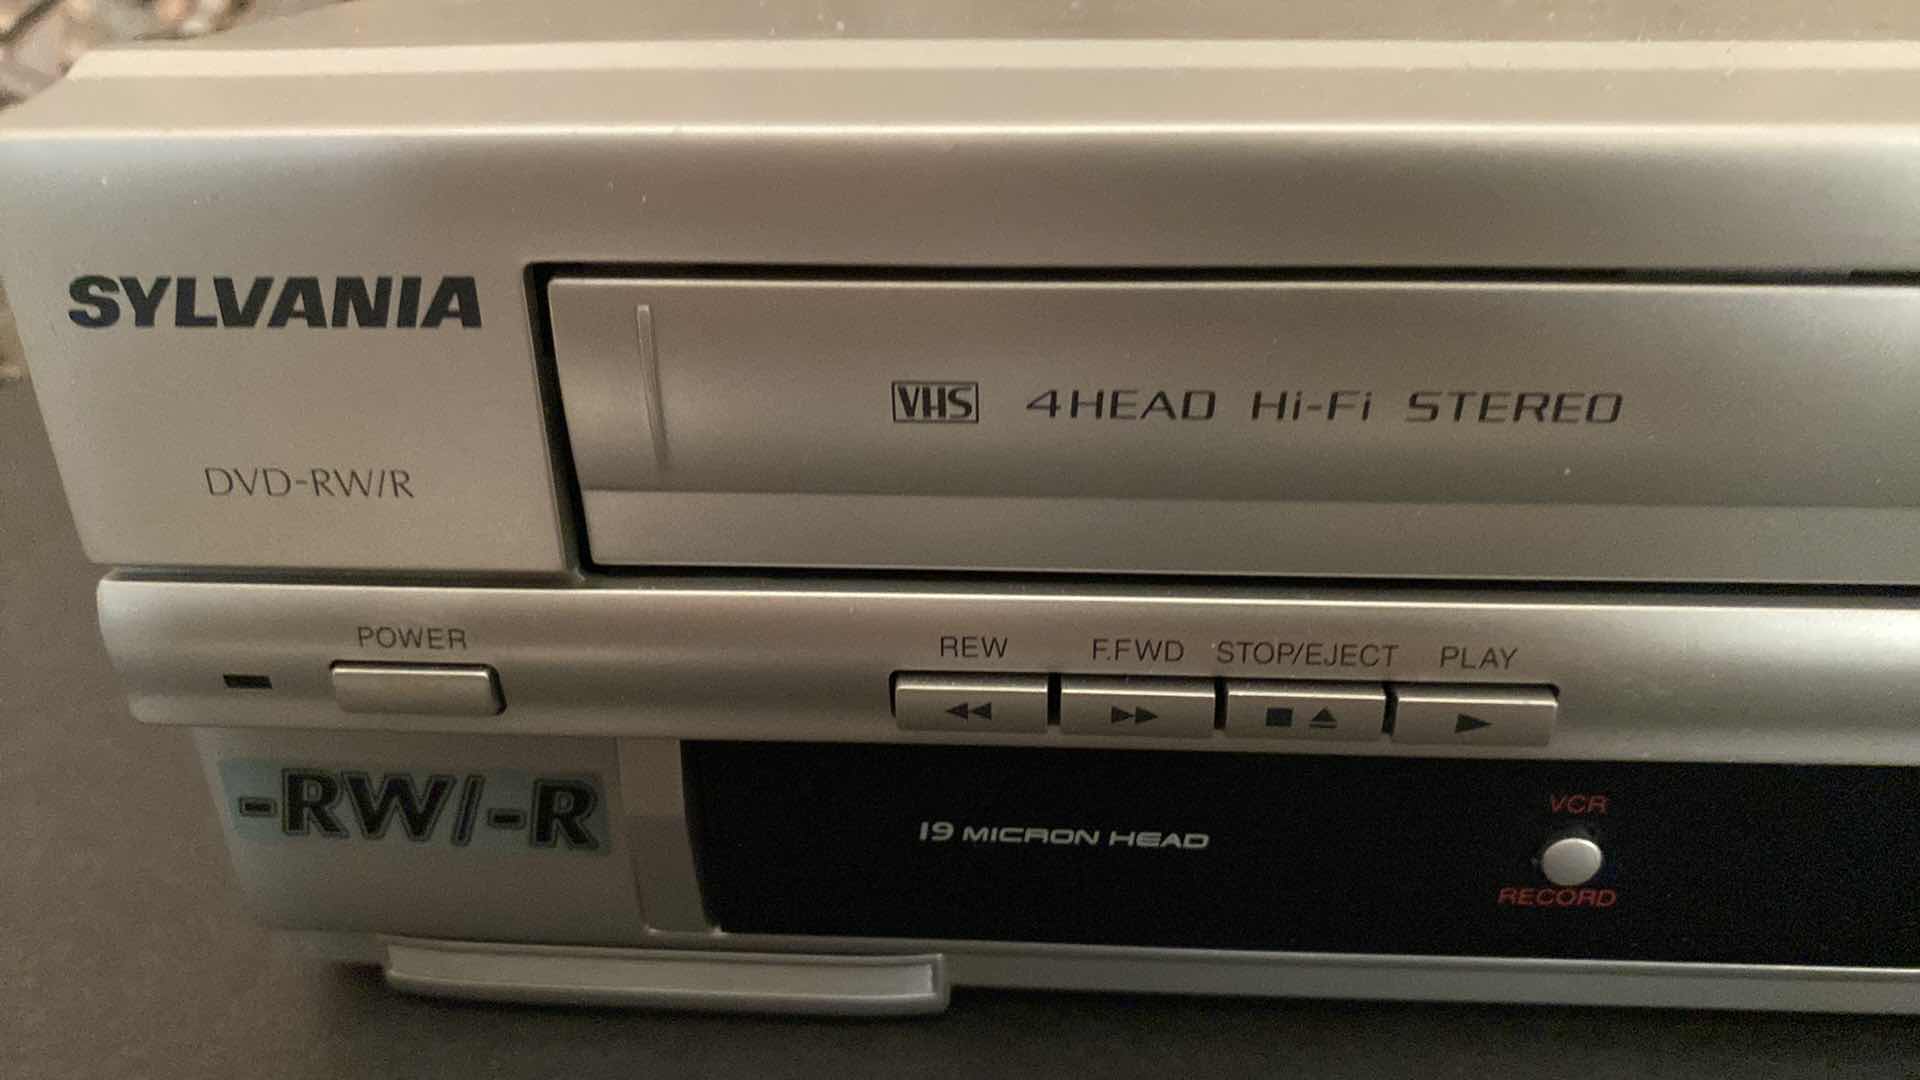 SYLVANIA
VHS 4HEAD Hi-Fi STEREO
DVD-RW/R
POWER
REW F.FWD STOP/EJECT PLAY
-RW/-R
19 MICRON HEAD
VCR
RECORD